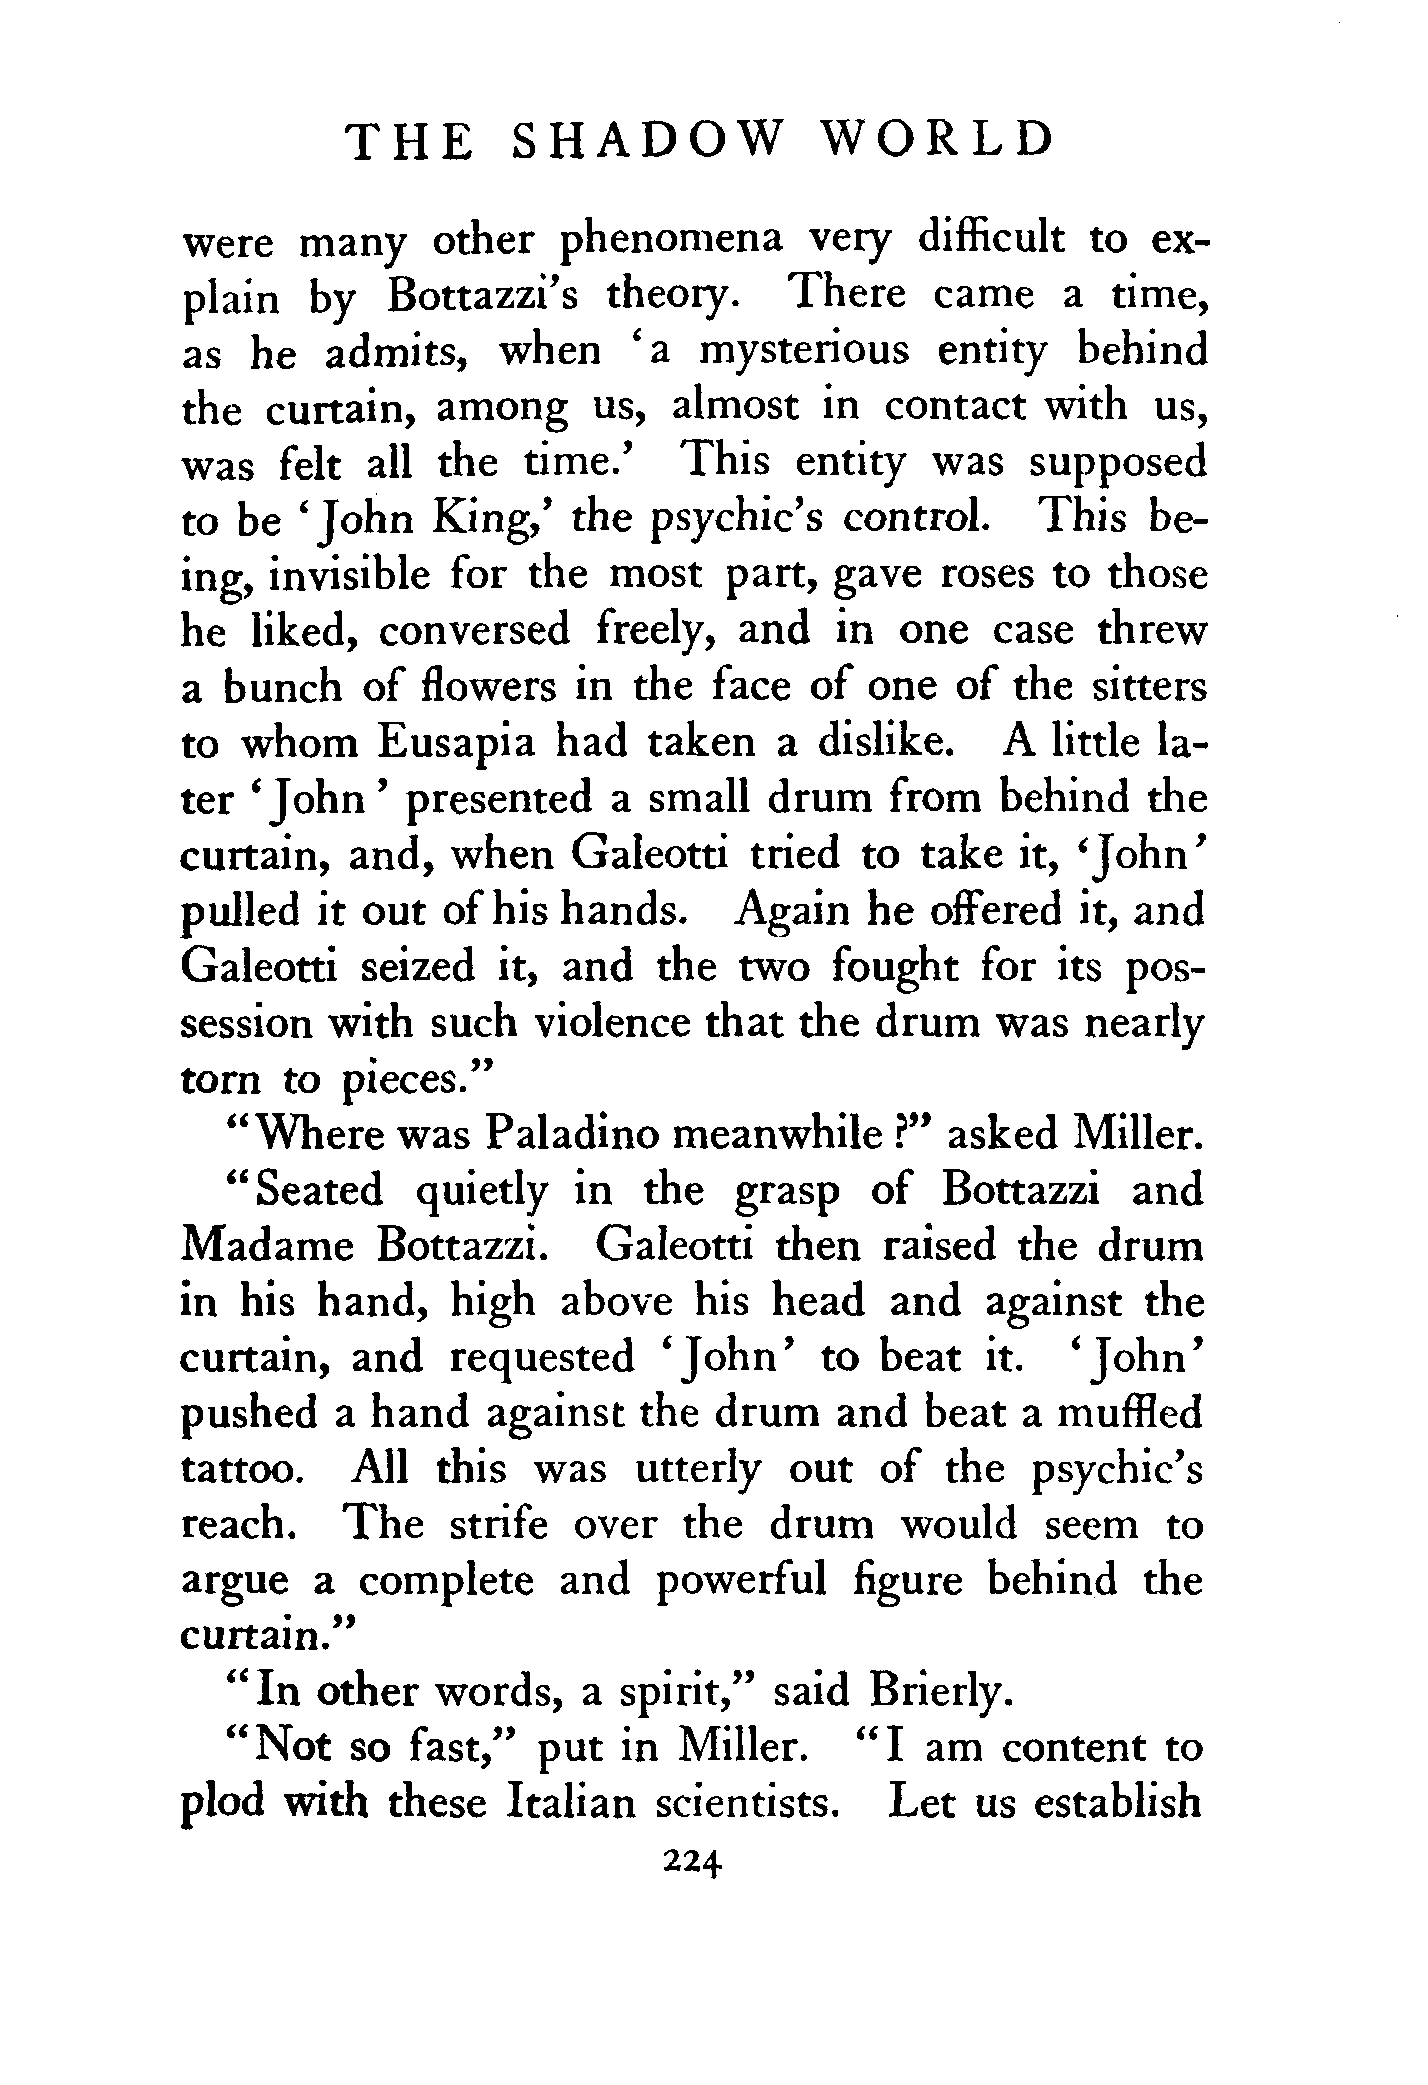 THE SHADOW WORLD
were many other phenomena very difficult to ex-
plain by Bottazzi's theory. There came a time,
as he admits, when ‘a mysterious entity behind
the curtain, among us, almost in contact with us,
was felt all the time.’ This entity was supposed
to be ‘John King,’ the psychic's control. This be-
ing, invisible for the most part, gave roses to those
he liked, conversed freely, and in one case threw
a bunch of flowers in the face of one of the sitters
to whom Eusapia had taken a dislike. A little la-
ter ‘John’ presented a small drum from behind the
curtain, and, when Galeotti tried to take it, ‘John’
pulled it out of his hands. Again he offered it, and
Galeotti seized it, and the two fought for its pos-
session with such violence that the drum was nearly
torn to pieces.”
“Where was Paladino meanwhile?” asked Miller.
“Seated quietly in the grasp of Bottazzi and
Madame Bottazzi. Galeotti then raised the drum
in his hand, high above his head and against the
curtain, and requested ‘John’ to beat it. ‘John’
pushed a hand against the drum and beat a muffled
tattoo. All this was utterly out of the psychic's
reach. The strife over the drum would seem to
argue a complete and powerful figure behind the
curtain.”
“In other words, a spirit,” said Brierly.
“Not so fast,” put in Miller. “I am content to
plod with these Italian scientists. Let us establish
224